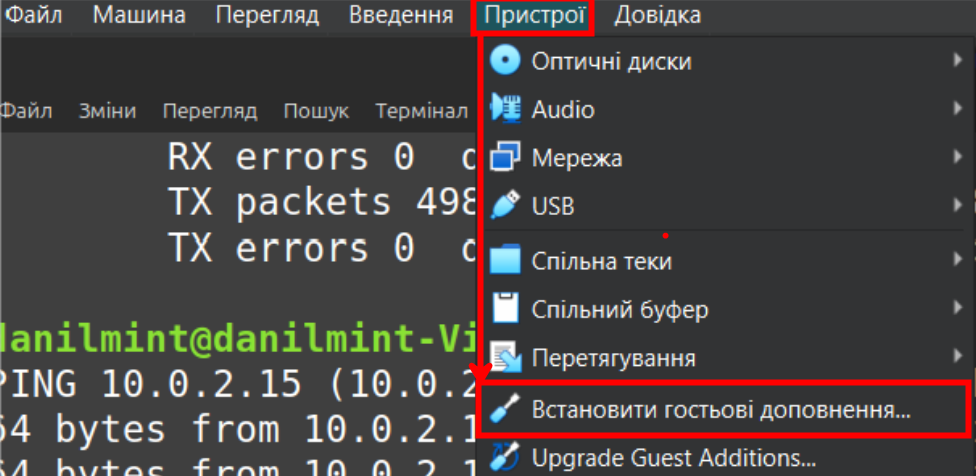 Файл Машина Перегляд Введення Пристрої Довідка
Оптичні диски
Файл Зміни Перегляд Пошук Термінал
Audio
RX errors 0
Мережа
TX packets 498
USB
TX errors 0
Спільна теки
Спільний буфер
danilmint@danilmint-Vi
Перетягування
PING 10.0.2.15 (10.0.2
Встановити гостьові доповнення...
64 bytes from 10.0.2.1
Upgrade Guest Additions...
64 bytes from 10.0.2.1